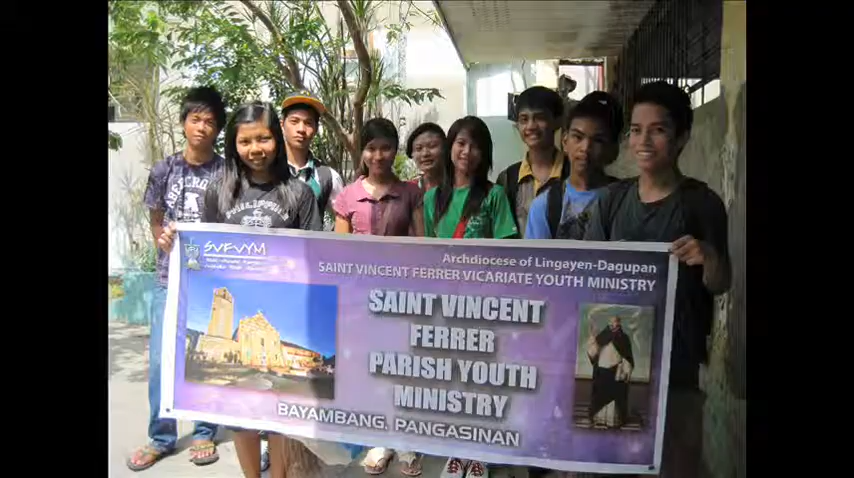 SVFVYM
Archdiocese of Lingayen-Dagupan
SAINT VINCENT FERRER VICARIATE YOUTH MINISTRY
SAINT VINCENT
FERRER
PARISH YOUTH
MINISTRY
BAYAMBANG, PANGASINAN